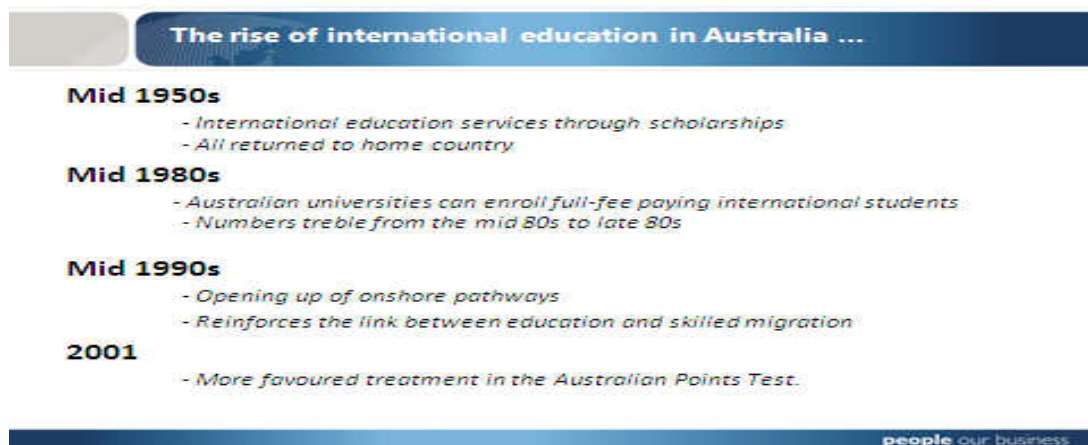 The rise of international education in Australia ...
Mid 1950s
- International education services through scholarships
- All returned to home country
Mid 1980s
- Australian universities can enroll full-fee paying international students
- Numbers treble from the mid 80s to late 80s
Mid 1990s
- Opening up of onshore pathways
- Reinforces the link between education and skilled migration
2001
- More favoured treatment in the Australian Points Test.
people our business